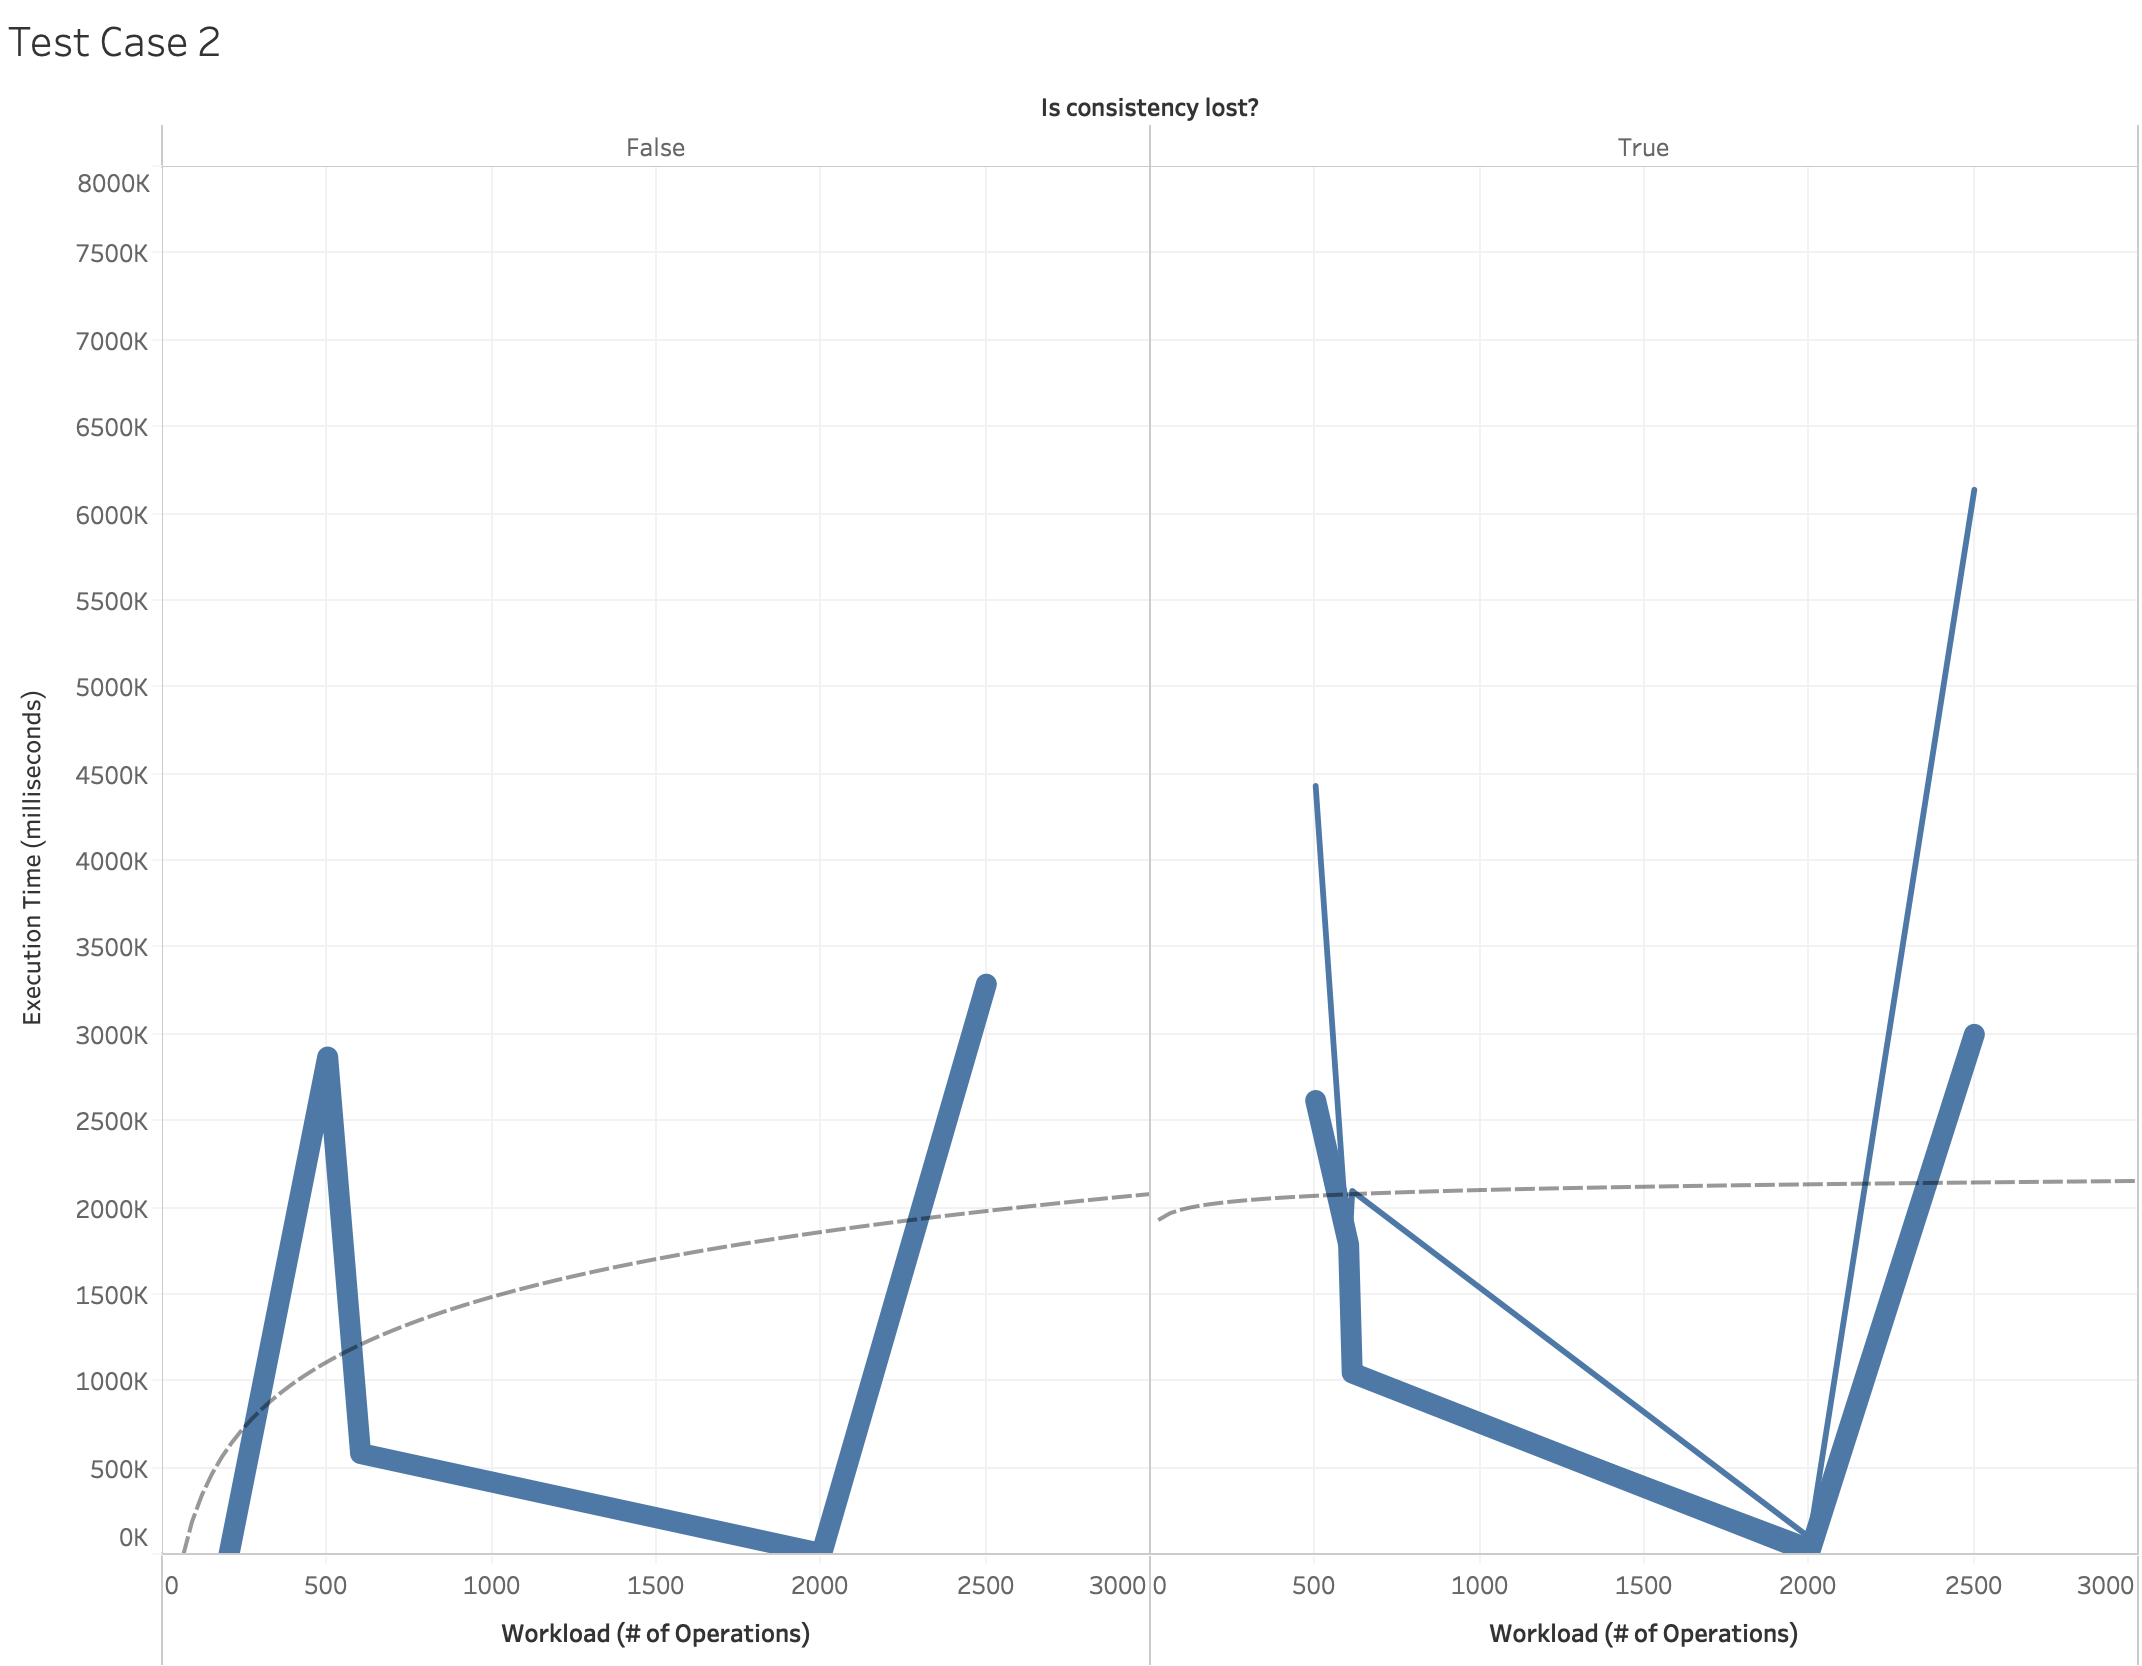 Test Case 2
Is consistency lost?
False
True
Execution Time (milliseconds)
8000K
7500K
7000K
6500K
6000K
5500K
5000K
4500K
4000K
3500K
3000K
2500K
2000K
1500K
1000K
500K
0K
0 500 1000 1500 2000 2500 3000
0 500 1000 1500 2000 2500 3000
Workload (# of Operations)
Workload (# of Operations)